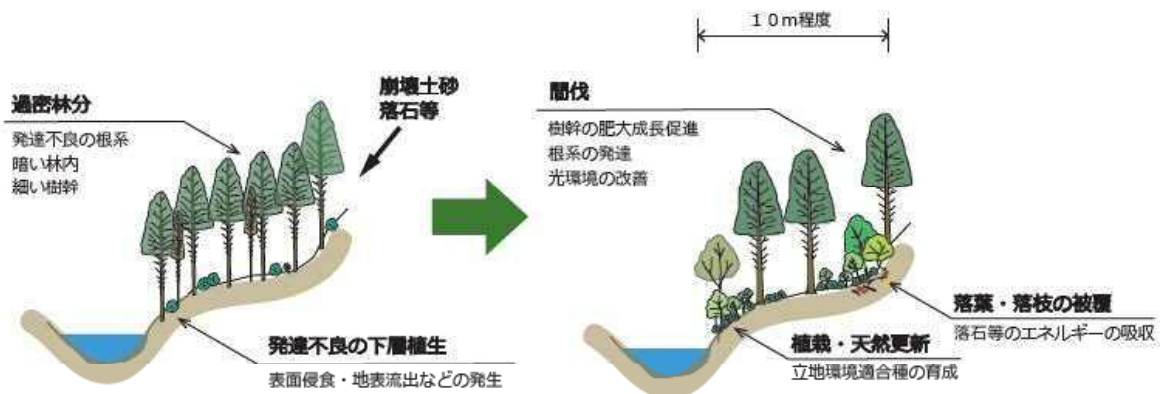 過密林分
発達不良の根系
暗い林内
細い樹幹
崩壊土砂
落石等
発達不良の下層植生
表面侵食・地表流出などの発生
10m程度
間伐
樹幹の肥大成長促進
根系の発達
光環境の改善
落葉・落枝の被覆
落石等のエネルギーの吸収
植栽・天然更新
立地環境適合種の育成